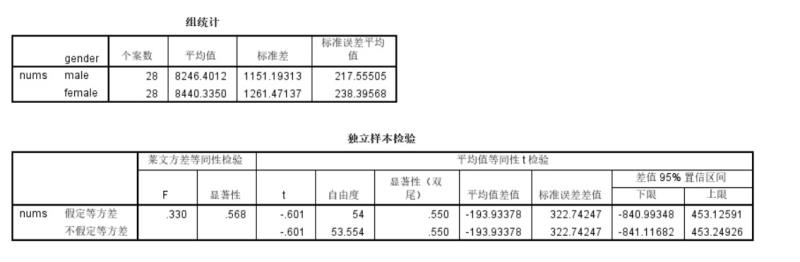 组统计
gender 个案数 平均值 标准差 标准误差平均值
nums male 28 8246.4012 1151.19313 217.55505
female 28 8440.3350 1261.47137 238.39568
独立样本检验
莱文方差等同性检验 平均值等同性 t 检验
F 显著性 t 自由度 显著性（双尾） 平均值差值 标准误差差值 差值 95% 置信区间
下限 上限
nums 假定等方差 .330 .568 -.601 54 .550 -193.93378 322.74247 -840.99348 453.12591
不假定等方差 -.601 53.554 .550 -193.93378 322.74247 -841.11682 453.24926